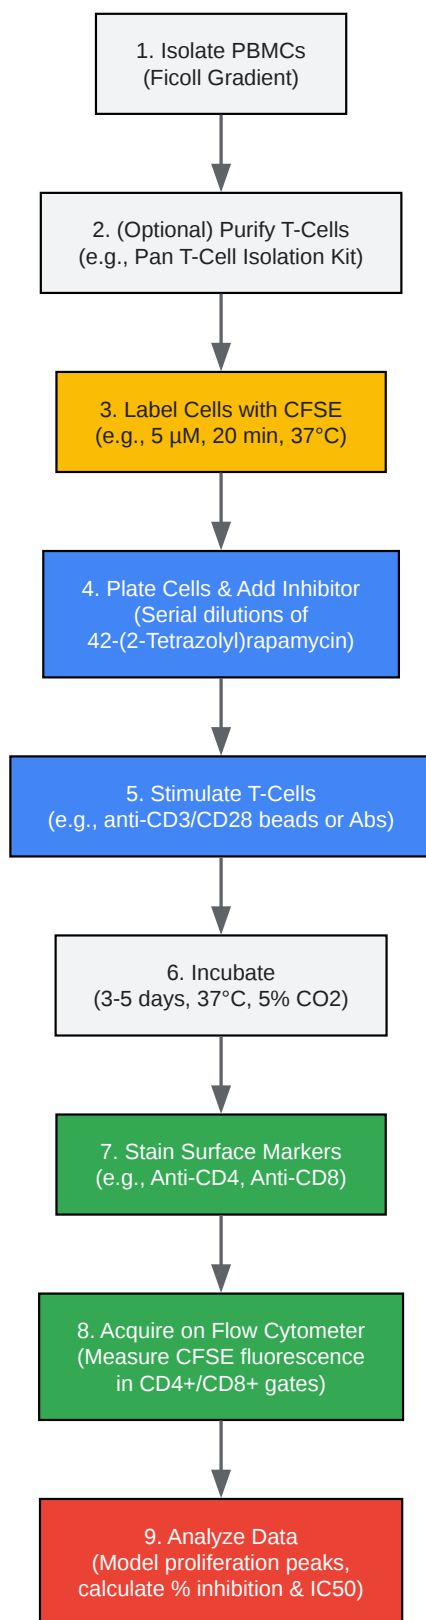 1. Isolate PBMCs
(Ficoll Gradient)
2. (Optional) Purify T-Cells
(e.g., Pan T-Cell Isolation Kit)
3. Label Cells with CFSE
(e.g., 5 µM, 20 min, 37°C)
4. Plate Cells & Add Inhibitor
(Serial dilutions of
42-(2-Tetrazolyl)rapamycin)
5. Stimulate T-Cells
(e.g., anti-CD3/CD28 beads or Abs)
6. Incubate
(3-5 days, 37°C, 5% CO2)
7. Stain Surface Markers
(e.g., Anti-CD4, Anti-CD8)
8. Acquire on Flow Cytometer
(Measure CFSE fluorescence
in CD4+/CD8+ gates)
9. Analyze Data
(Model proliferation peaks,
calculate % inhibition & IC50)